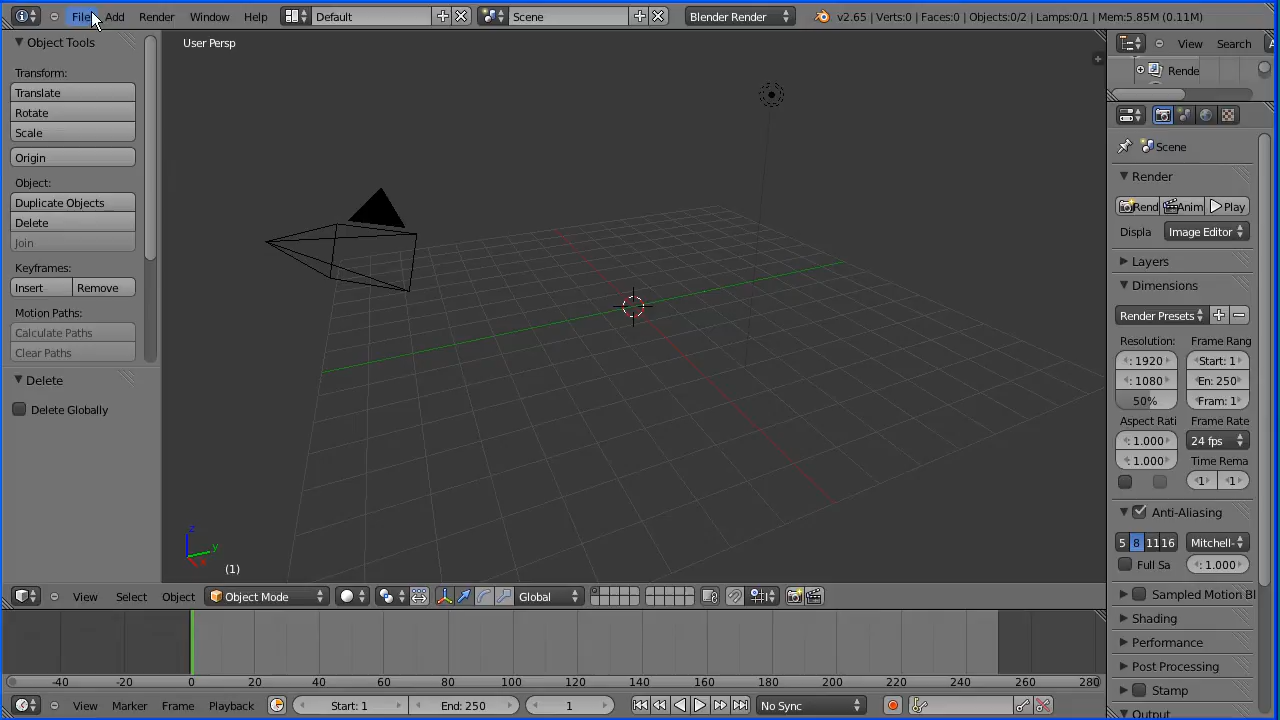 File Add Render Window Help Default Scene Blender Render v2.65 | Verts:0 | Faces:0 | Objects:0/2 | Lamps:0/1 | Mem:5.85M (0.11M)
Object Tools
Transform:
Translate
Rotate
Scale
Origin
Object:
Duplicate Objects
Delete
Join
Keyframes:
Insert Remove
Motion Paths:
Calculate Paths
Clear Paths
Delete
Delete Globally
User Persp
z
y
x
(1)
View Select Object Object Mode Global
-40 -20 0 20 40 60 80 100 120 140 160 180 200 220 240 260 280
View Marker Frame Playback Start: 1 End: 250 1 No Sync
View Search
Rende
Scene
Render
Rend Anim Play
Displa Image Editor
Layers
Dimensions
Render Presets
Resolution: Frame Rang
: 1920 Start: 1
: 1080 En: 250
50% Fram: 1
Aspect Rati Frame Rate
: 1.000 24 fps
: 1.000 Time Rema
: 1 : 1
Anti-Aliasing
5 8 11 16 Mitchell-
Full Sa : 1.000
Sampled Motion Bl
Shading
Performance
Post Processing
Stamp
Output